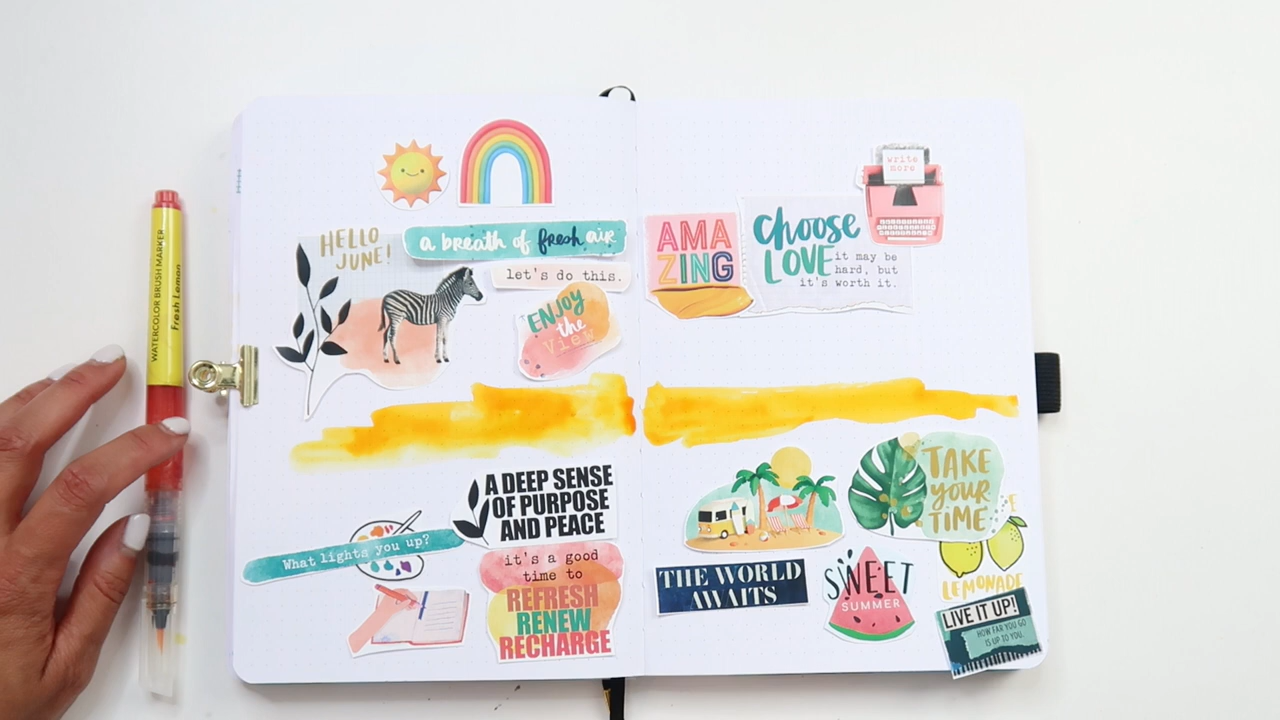 WATERCOLOR BRUSH MARKER
Fresh Lemon
HELLO
JUNE!
a breath of fresh air
let's do this.
ENJOY
the
View
AMA
ZING
Choose
LOVE
it may be
hard, but
it's worth it.
write
more
What lights you up?
A DEEP SENSE
OF PURPOSE
AND PEACE
it's a good
time to
REFRESH
RENEW
RECHARGE
THE WORLD
AWAITS
SWEET
SUMMER
TAKE
your
TIME
LEMONADE
LIVE IT UP!
HOW FAR YOU GO
IS UP TO YOU.